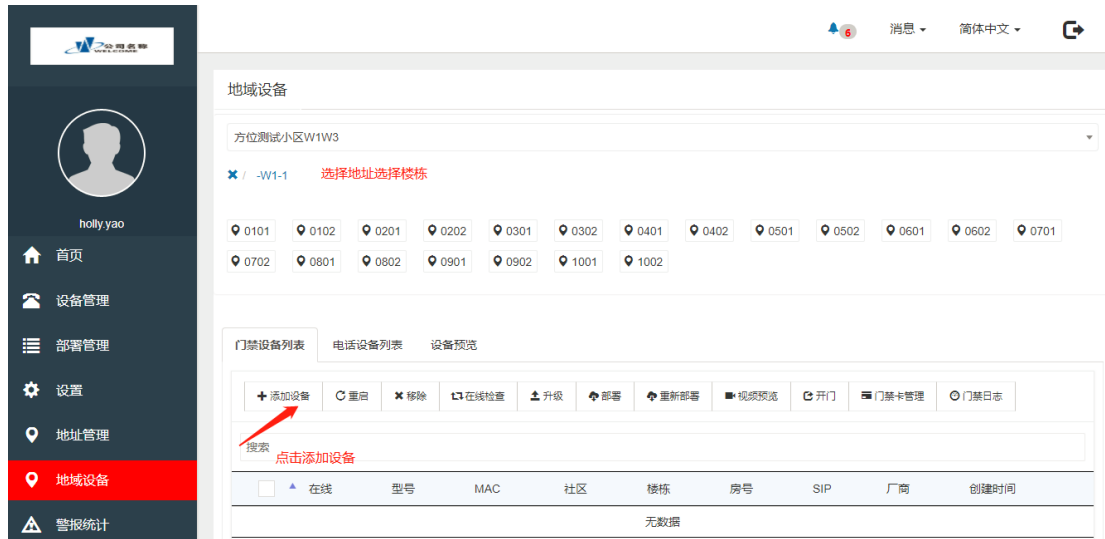 公司名称
WELCOME
6
消息
简体中文
holly.yao
首页
设备管理
部署管理
设置
地址管理
地域设备
警报统计
地域设备
方位测试小区W1W3
/ -W1-1 选择地址选择楼栋
0101 0102 0201 0202 0301 0302 0401 0402 0501 0502 0601 0602 0701
0702 0801 0802 0901 0902 1001 1002
门禁设备列表 电话设备列表 设备预览
添加设备 重启 移除 在线检查 升级 部署 重新部署 视频预览 开门 门禁卡管理 门禁日志
搜索
点击添加设备
在线 型号 MAC 社区 楼栋 房号 SIP 厂商 创建时间
无数据